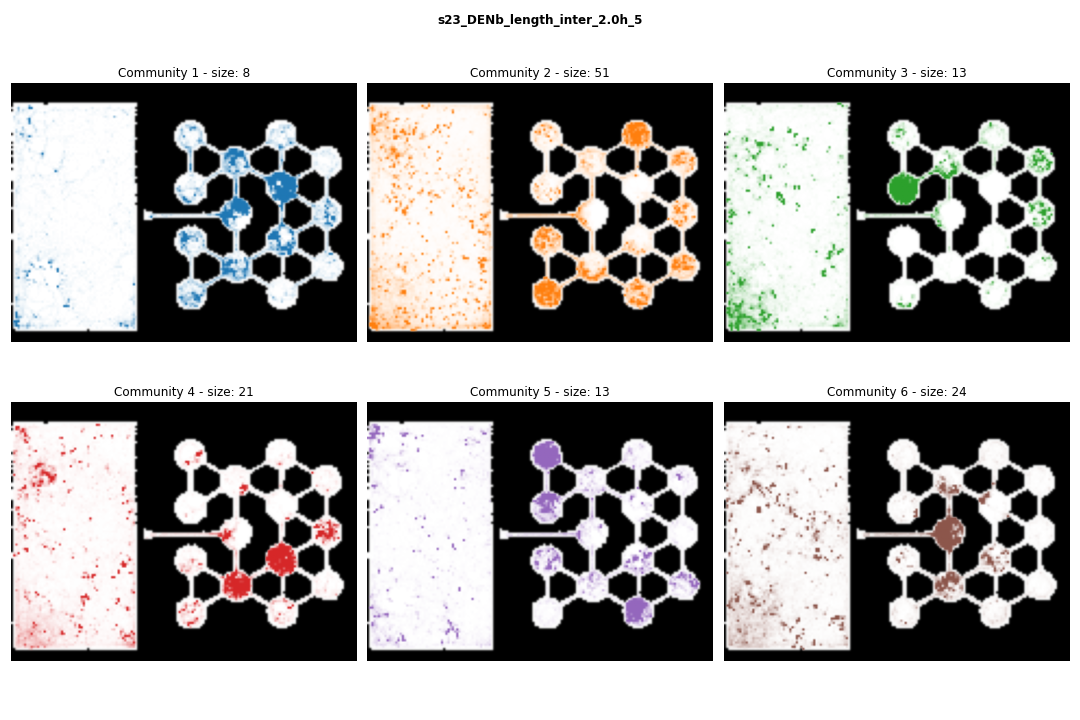 s23_DENb_length_inter_2.0h_5
Community 1 - size: 8
Community 2 - size: 51
Community 3 - size: 13
Community 4 - size: 21
Community 5 - size: 13
Community 6 - size: 24